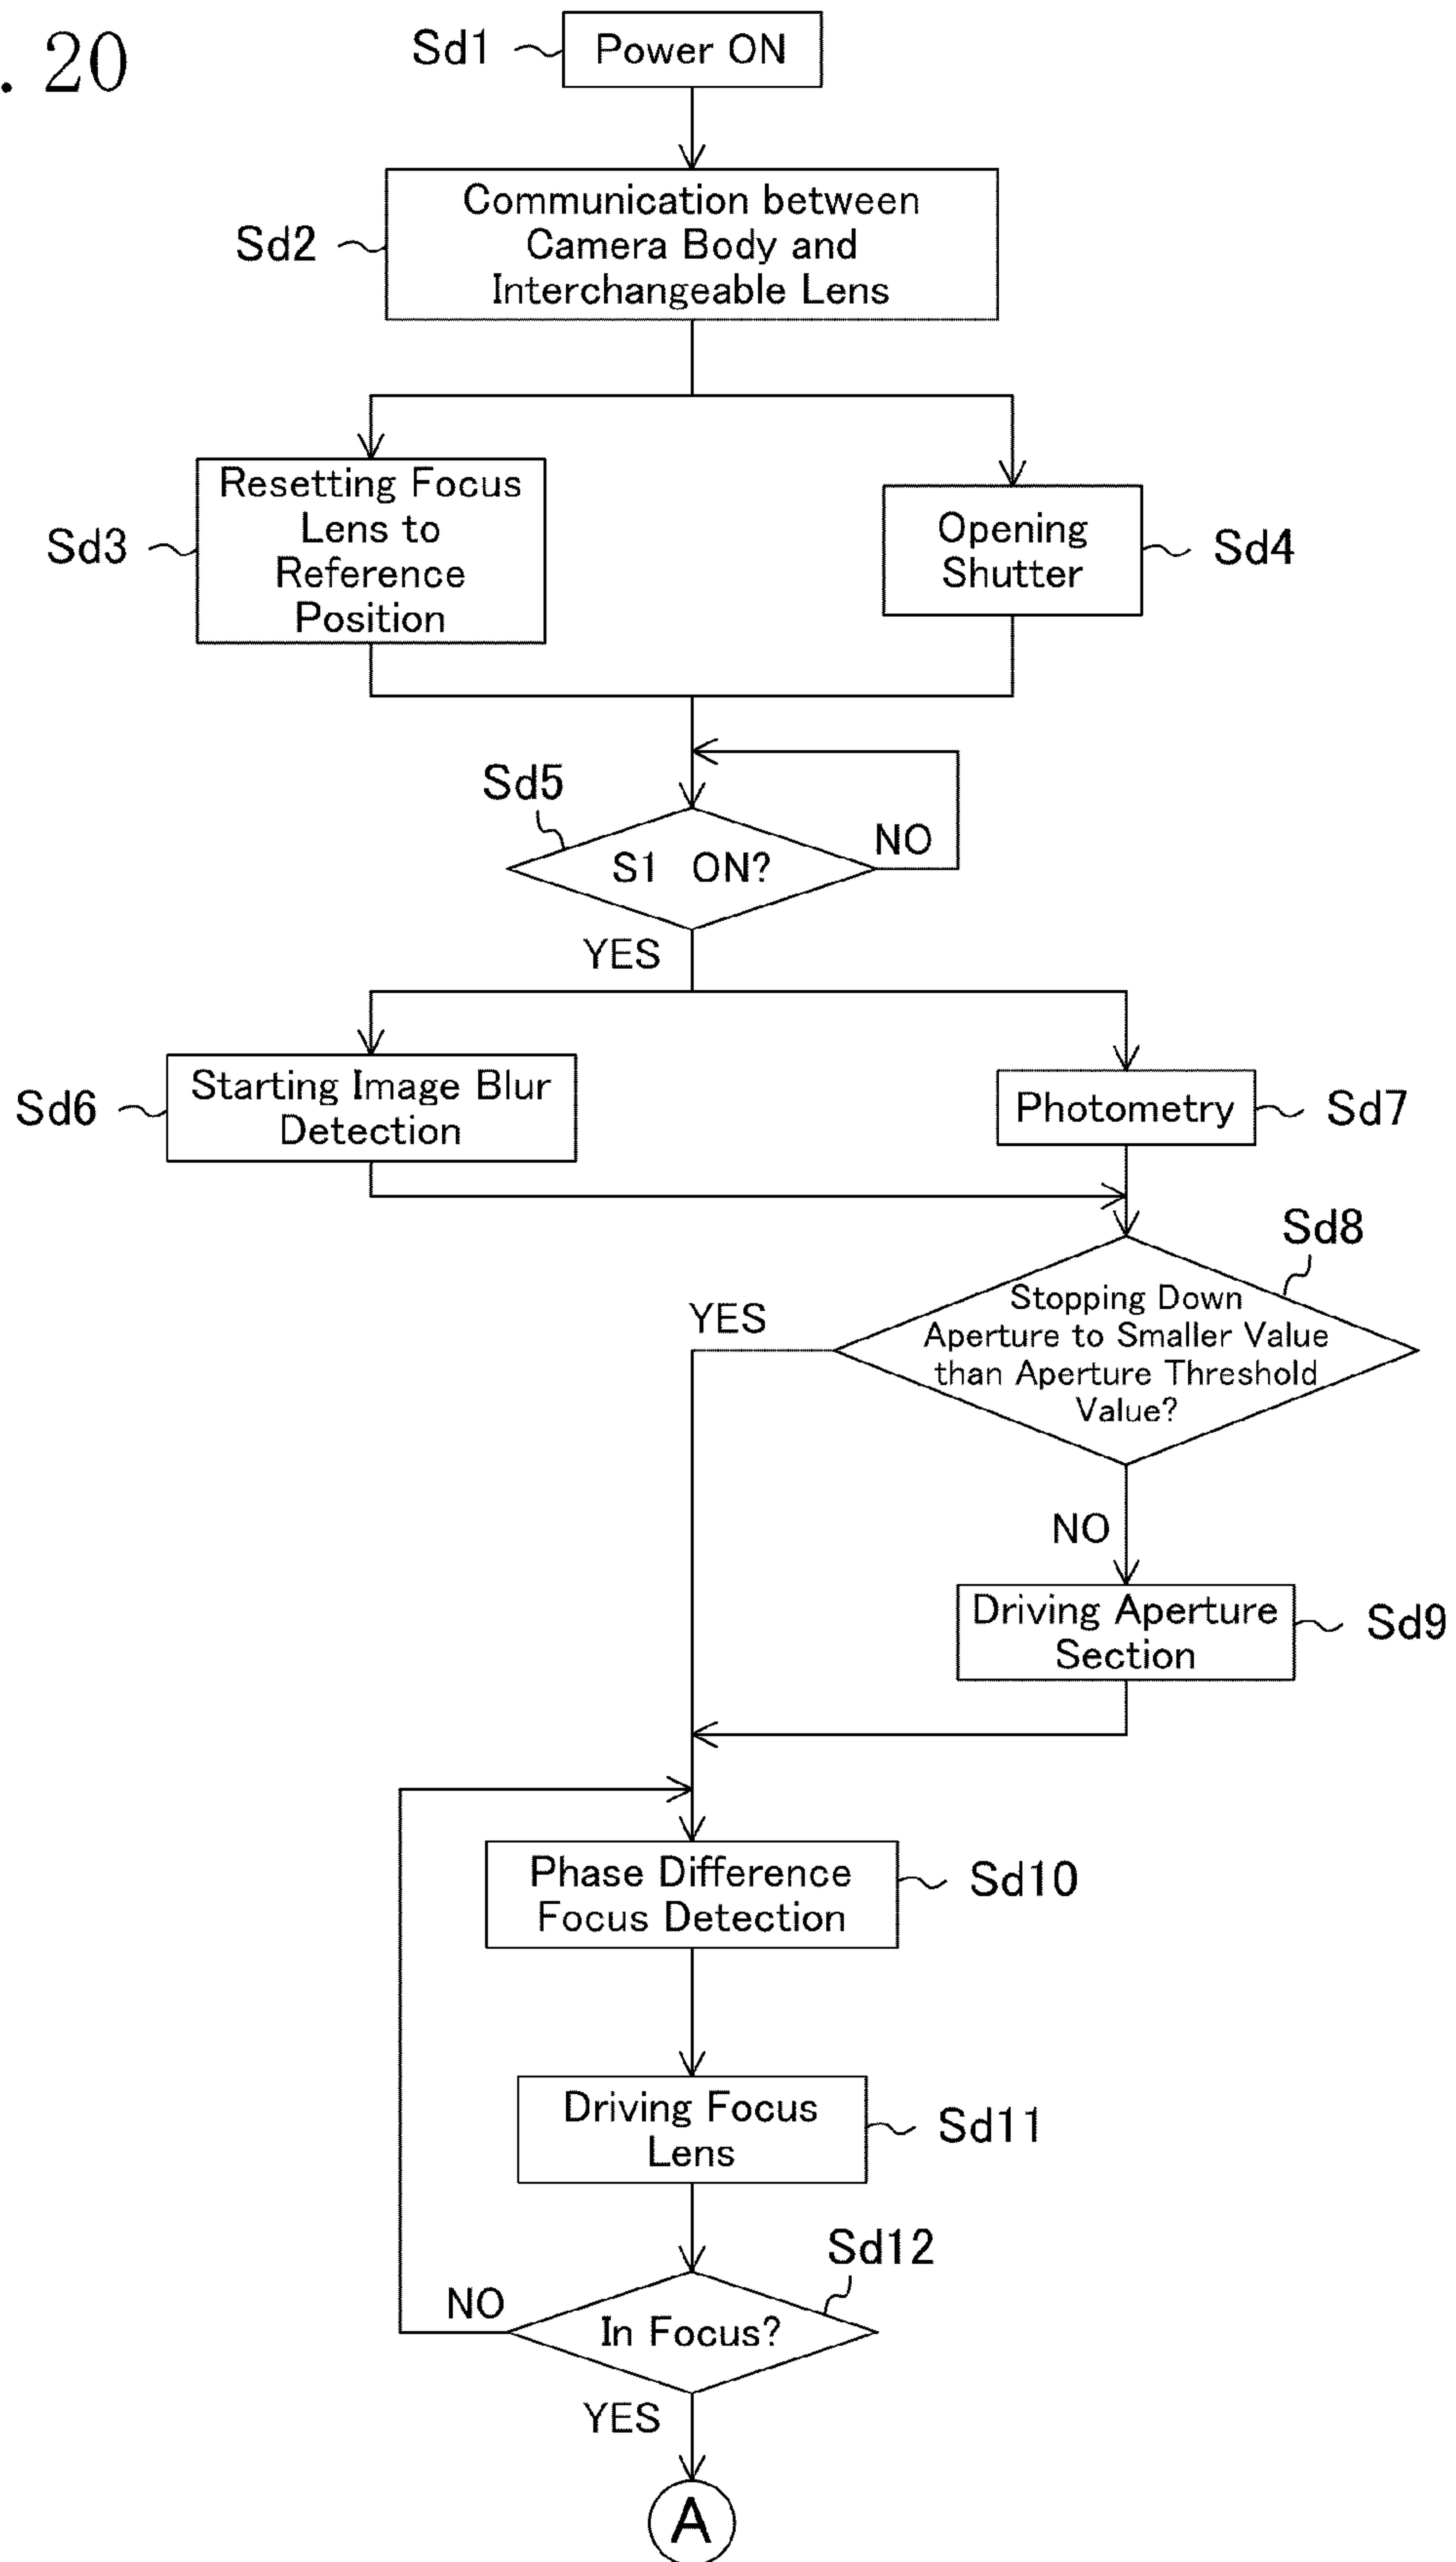 . 20
Sd1
Power ON
Sd2
Communication between
Camera Body and
Interchangeable Lens
Sd3
Resetting Focus
Lens to
Reference
Position
Opening
Shutter
Sd4
Sd5
S1 ON?
NO
YES
Sd6
Starting Image Blur
Detection
Photometry
Sd7
Sd8
Stopping Down
Aperture to Smaller Value
than Aperture Threshold
Value?
YES
NO
Driving Aperture
Section
Sd9
Phase Difference
Focus Detection
Sd10
Driving Focus
Lens
Sd11
Sd12
In Focus?
NO
YES
A